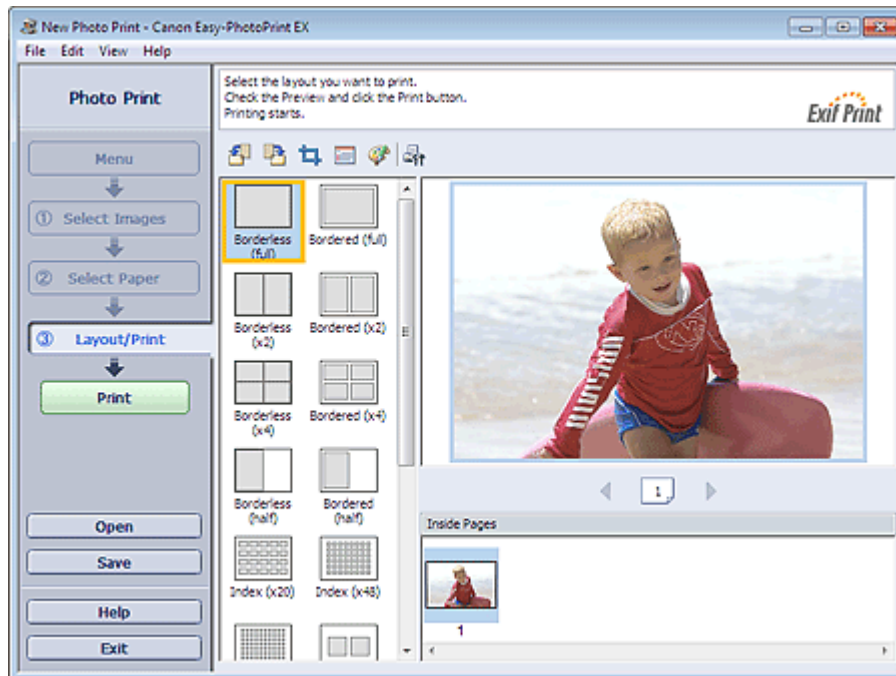 New Photo Print - Canon Easy-PhotoPrint EX
File Edit View Help
Photo Print
Select the layout you want to print.
Check the Preview and click the Print button.
Printing starts.
Exif Print
Menu
① Select Images
② Select Paper
③ Layout/Print
Print
Open
Save
Help
Exit
Borderless
(full)
Bordered (full)
Borderless
(x2)
Bordered (x2)
Borderless
(x4)
Bordered (x4)
Borderless
(half)
Bordered
(half)
Index (x20)
Index (x48)
1
Inside Pages
1